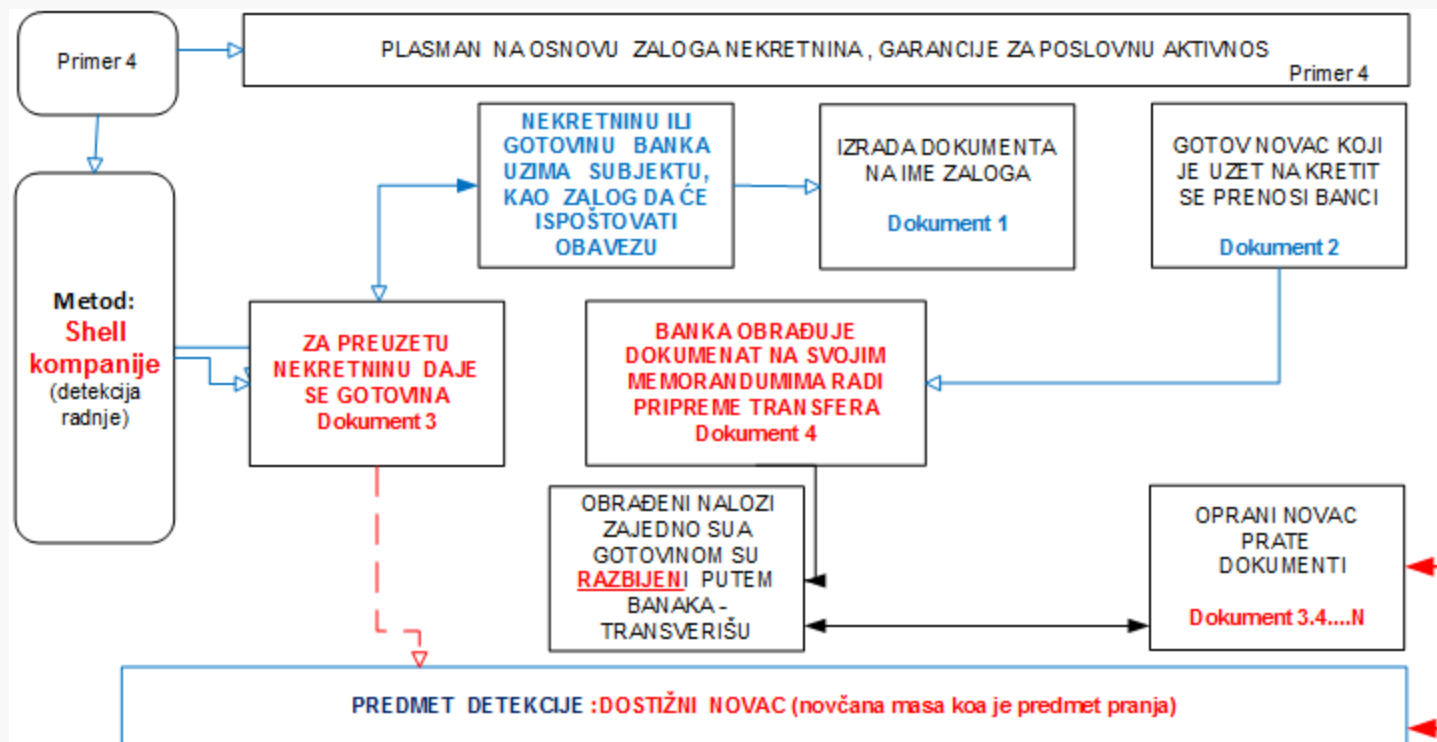 Primer 4
PLASMAN NA OSNOVU ZALOGA NEKRETNINA , GARANCIJE ZA POSLOVNU AKTIVNOS
Primer 4
NEKRETNINU ILI
GOTOVINU BANKA
UZIMA SUBJEKTU,
KAO ZALOG DA ĆE
ISPOŠTOVATI
OBAVEZU
IZRADA DOKUMENTA
NA IME ZALOGA
Dokument 1
GOTOV NOVAC KOJI
JE UZET NA KRETIT
SE PRENOSI BANCI
Dokument 2
Metod:
Shell
kompanije
(detekcija
radnje)
ZA PREUZETU
NEKRETNINU DAJE
SE GOTOVINA
Dokument 3
BANKA OBRAĐUJE
DOKUMENAT NA SVOJIM
MEMORANDUMIMA RADI
PRIPREME TRANSFERA
Dokument 4
OBRAĐENI NALOZI
ZAJEDNO SUA
GOTOVINOM SU
RAZBIJENI PUTEM
BANAKA -
TRANSVERIŠU
OPRANI NOVAC
PRATE
DOKUMENTI
Dokument 3.4....N
PREDMET DETEKCIJE :DOSTIŽNI NOVAC (novčana masa koa je predmet pranja)